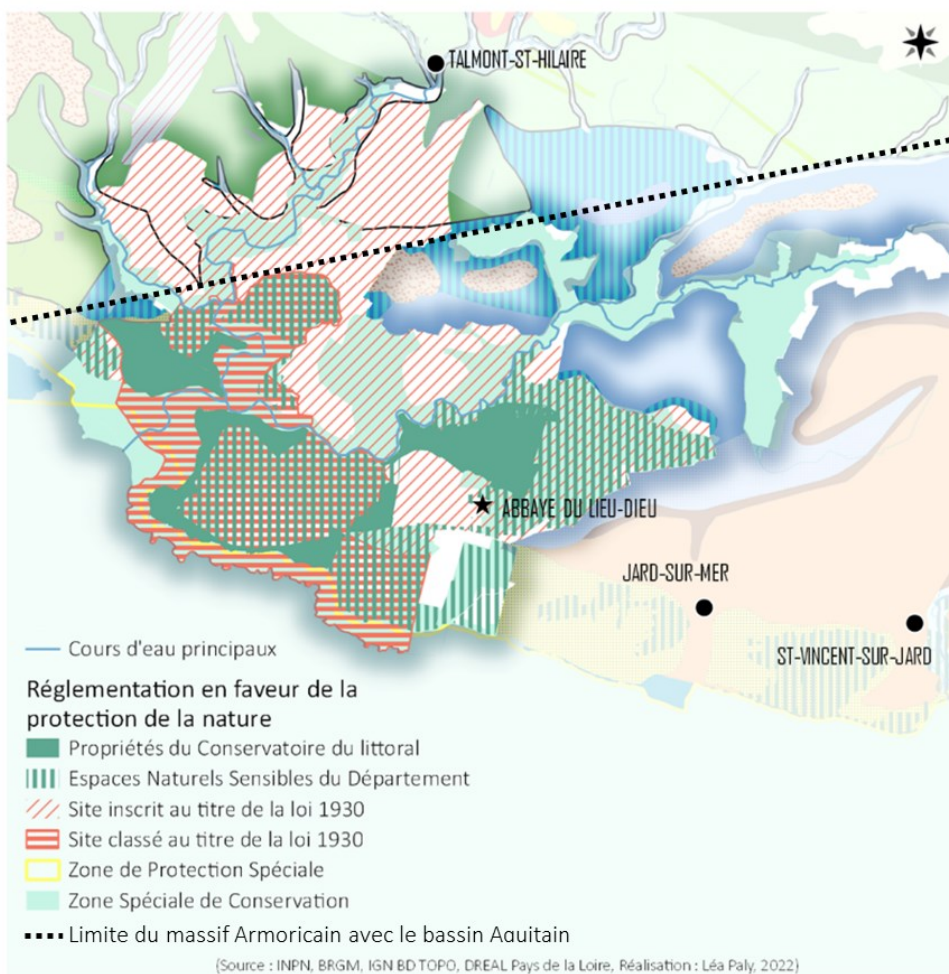 TALMONT-ST-HILAIRE
ABBAYE DU LIEU-DIEU
JARD-SUR-MER
ST-VINCENT-SUR-JARD
Cours d'eau principaux
Réglementation en faveur de la
protection de la nature
Propriétés du Conservatoire du littoral
Espaces Naturels Sensibles du Département
Site inscrit au titre de la loi 1930
Site classé au titre de la loi 1930
Zone de Protection Spéciale
Zone Spéciale de Conservation
Limite du massif Armoricain avec le bassin Aquitain
(Source : INPN, BRGM, IGN BD TOPO, DREAL Pays de la Loire, Réalisation : Léa Paly, 2022)